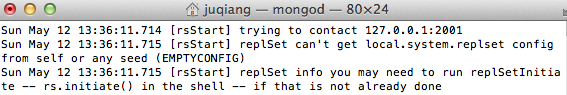 juqiang — mongod — 80×24
Sun May 12 13:36:11.714 [rsStart] trying to contact 127.0.0.1:2001
Sun May 12 13:36:11.715 [rsStart] replSet can't get local.system.replset config
from self or any seed (EMPTYCONFIG)
Sun May 12 13:36:11.715 [rsStart] replSet info you may need to run replSetInitia
te -- rs.initiate() in the shell -- if that is not already done